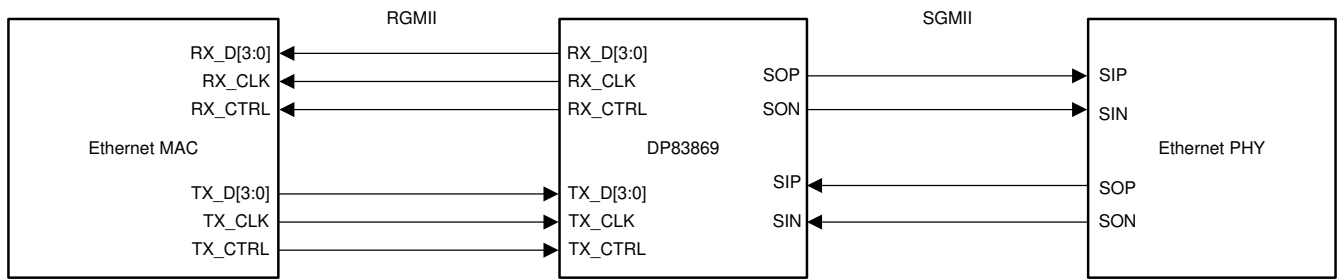 RGMII
SGMII
RX_D[3:0]
RX_CLK
RX_CTRL
Ethernet MAC
TX_D[3:0]
TX_CLK
TX_CTRL
RX_D[3:0]
RX_CLK
RX_CTRL
SOP
SON
DP83869
TX_D[3:0]
TX_CLK
TX_CTRL
SIP
SIN
SIP
SIN
Ethernet PHY
SOP
SON